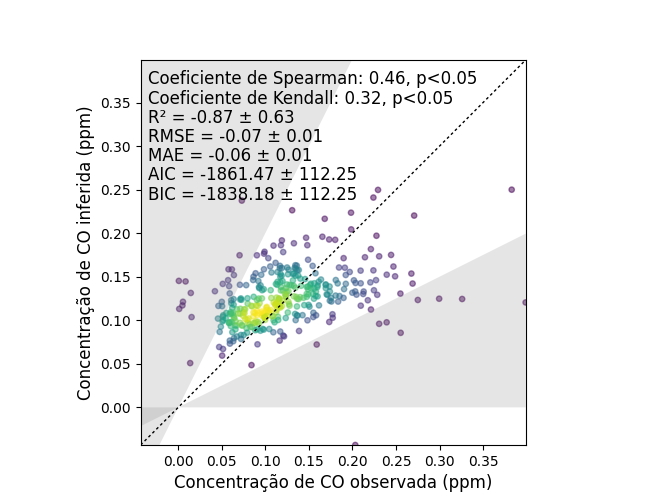 Coeficiente de Spearman: 0.46, p<0.05
Coeficiente de Kendall: 0.32, p<0.05
R² = -0.87 ± 0.63
RMSE = -0.07 ± 0.01
MAE = -0.06 ± 0.01
AIC = -1861.47 ± 112.25
BIC = -1838.18 ± 112.25
Concentração de CO inferida (ppm)
0.35
0.30
0.25
0.20
0.15
0.10
0.05
0.00
0.00 0.05 0.10 0.15 0.20 0.25 0.30 0.35
Concentração de CO observada (ppm)